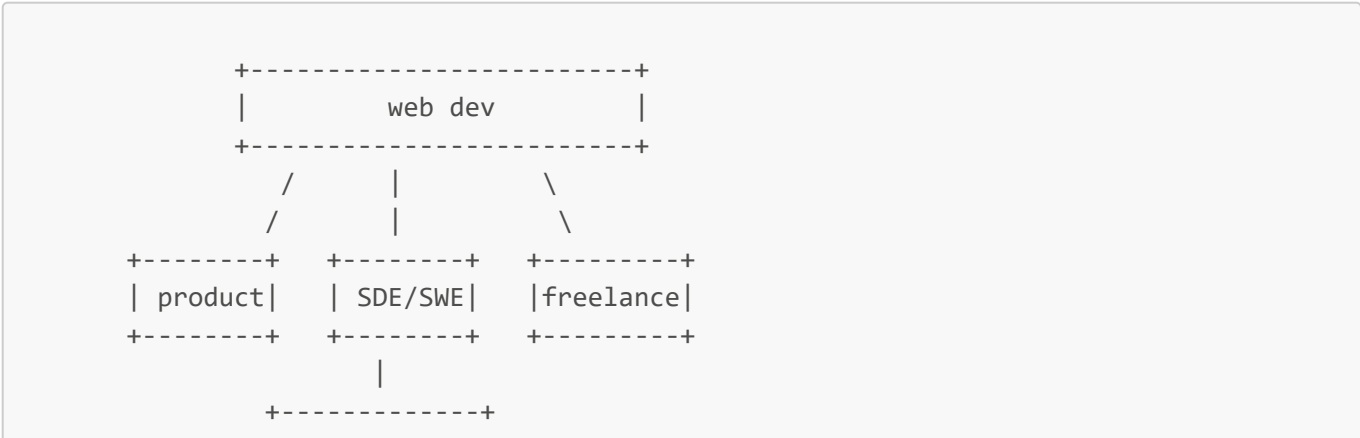 +-------------------------+
|         web dev         |
+-------------------------+
/      |         \
/       |          \
+--------+   +--------+   +---------+
| product|   | SDE/SWE|   |freelance|
+--------+   +--------+   +---------+
|
+-------------+